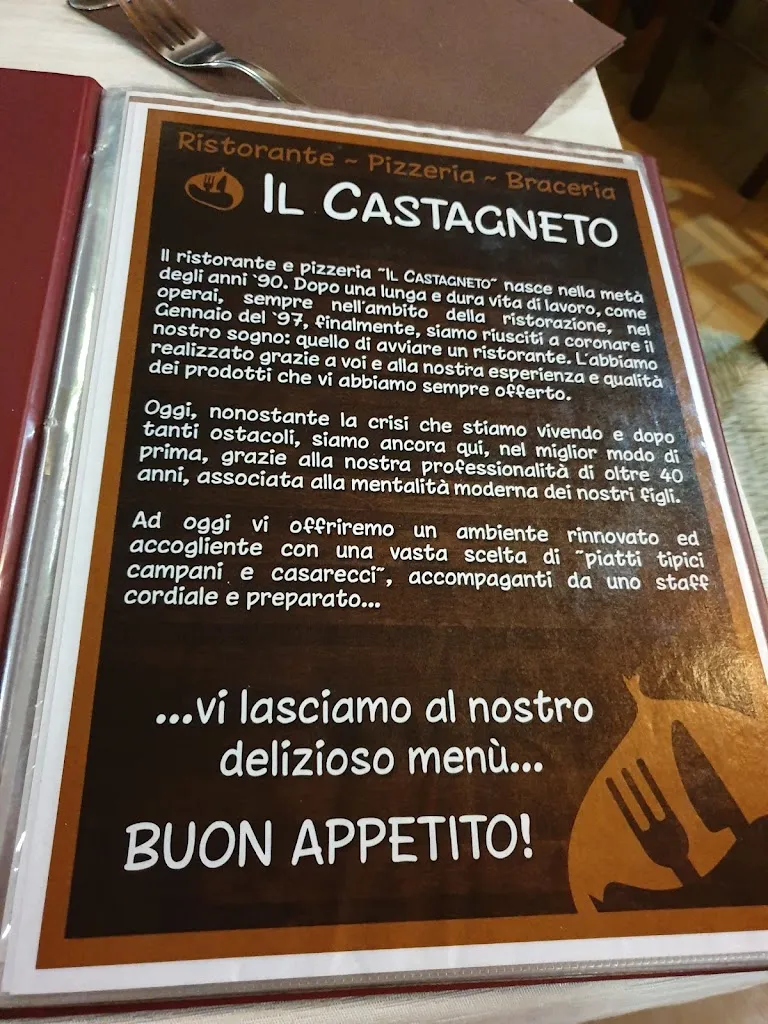 Ristorante ~ Pizzeria ~ Braceria
IL CASTAGNETO
Il ristorante e pizzeria "IL CASTAGNETO" nasce nella metà
degli anni '90. Dopo una lunga e dura vita di lavoro, come
operai, sempre nell'ambito della ristorazione, nel
Gennaio del '97, finalmente, siamo riusciti a coronare il
nostro sogno: quello di avviare un ristorante. L'abbiamo
realizzato grazie a voi e alla nostra esperienza e qualità
dei prodotti che vi abbiamo sempre offerto.
Oggi, nonostante la crisi che stiamo vivendo e dopo
tanti ostacoli, siamo ancora qui, nel miglior modo di
prima, grazie alla nostra professionalità di oltre 40
anni, associata alla mentalità moderna dei nostri figli.
Ad oggi vi offriremo un ambiente rinnovato ed
accogliente con una vasta scelta di "piatti tipici
campani e casarecci", accompaganti da uno staff
cordiale e preparato...
...vi lasciamo al nostro
delizioso menù...
BUON APPETITO!